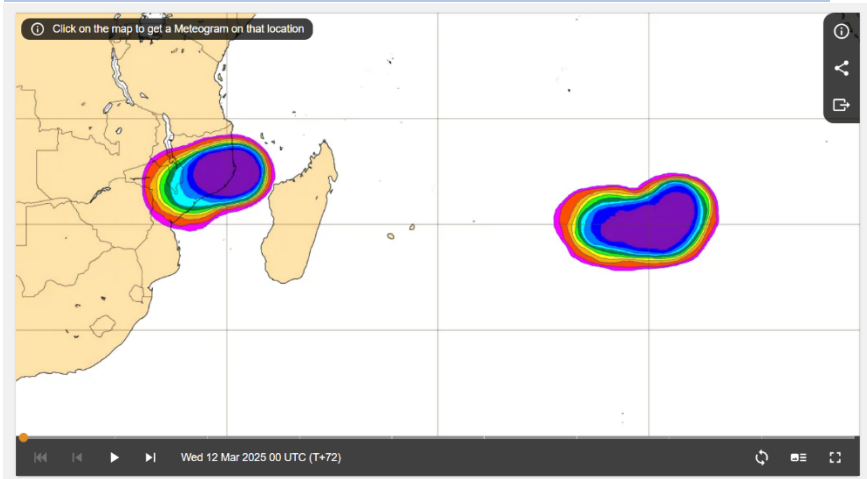 Click on the map to get a Meteogram on that location
Wed 12 Mar 2025 00 UTC (T+72)